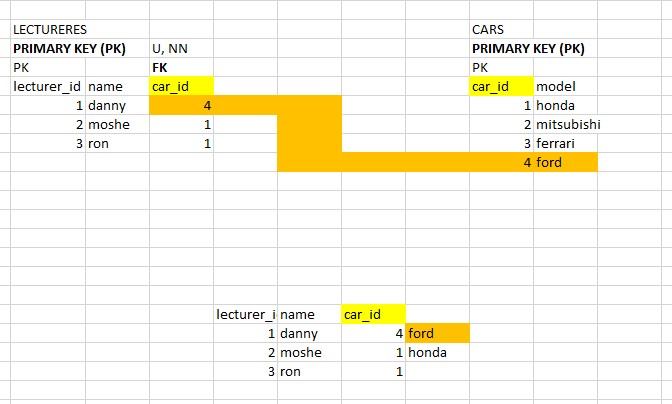 LECTURERES CARS
PRIMARY KEY (PK) U, NN PRIMARY KEY (PK)
PK FK PK
lecturer_id name car_id car_id model
1 danny 4 1 honda
2 moshe 1 2 mitsubishi
3 ron 1 3 ferrari
4 ford
lecturer_i name car_id
1 danny 4 ford
2 moshe 1 honda
3 ron 1